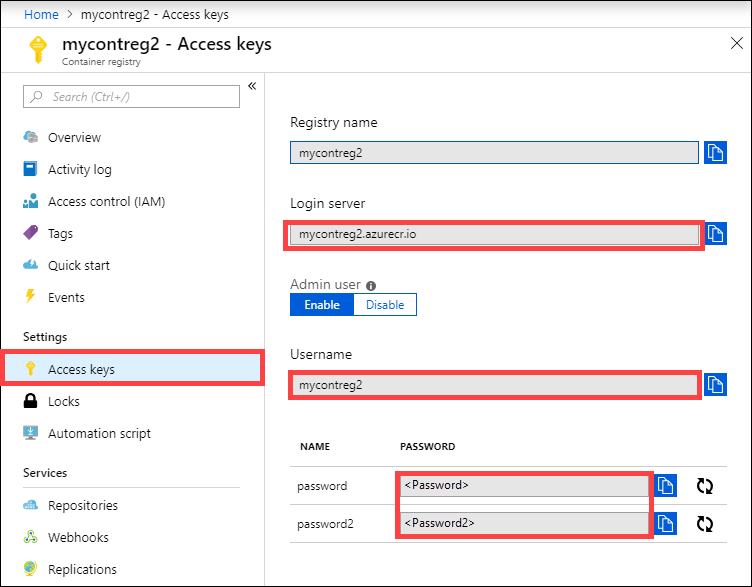 Home > mycontreg2 - Access keys
mycontreg2 - Access keys
Container registry
Search (Ctrl+/)
«
Overview
Activity log
Access control (IAM)
Tags
Quick start
Events
Settings
Access keys
Locks
Automation script
Services
Repositories
Webhooks
Replications
Registry name
mycontreg2
Login server
mycontreg2.azurecr.io
Admin user
Enable Disable
Username
mycontreg2
NAME PASSWORD
password <Password>
password2 <Password2>